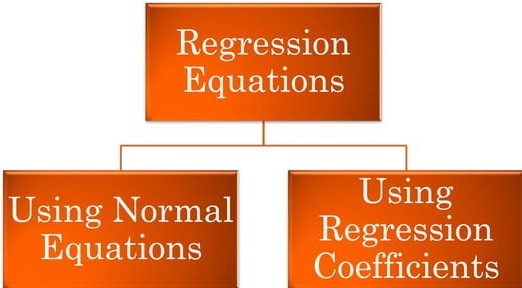 Regression
Equations
Using Normal
Equations
Using
Regression
Coefficients